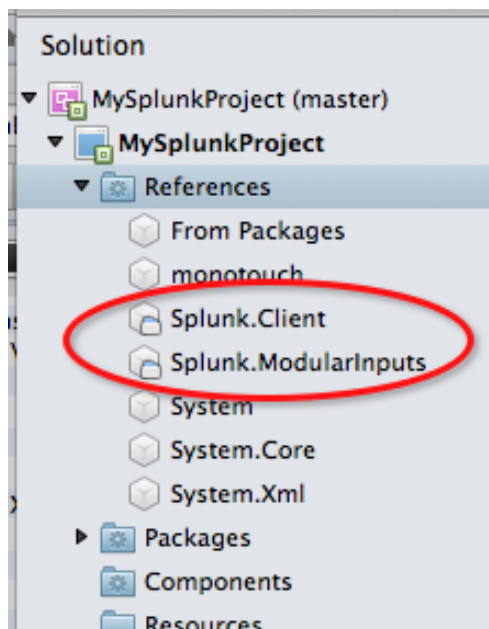 Solution
MySplunkProject (master)
MySplunkProject
References
From Packages
monotouch
Splunk.Client
Splunk.ModularInputs
System
System.Core
System.Xml
Packages
Components
Resources